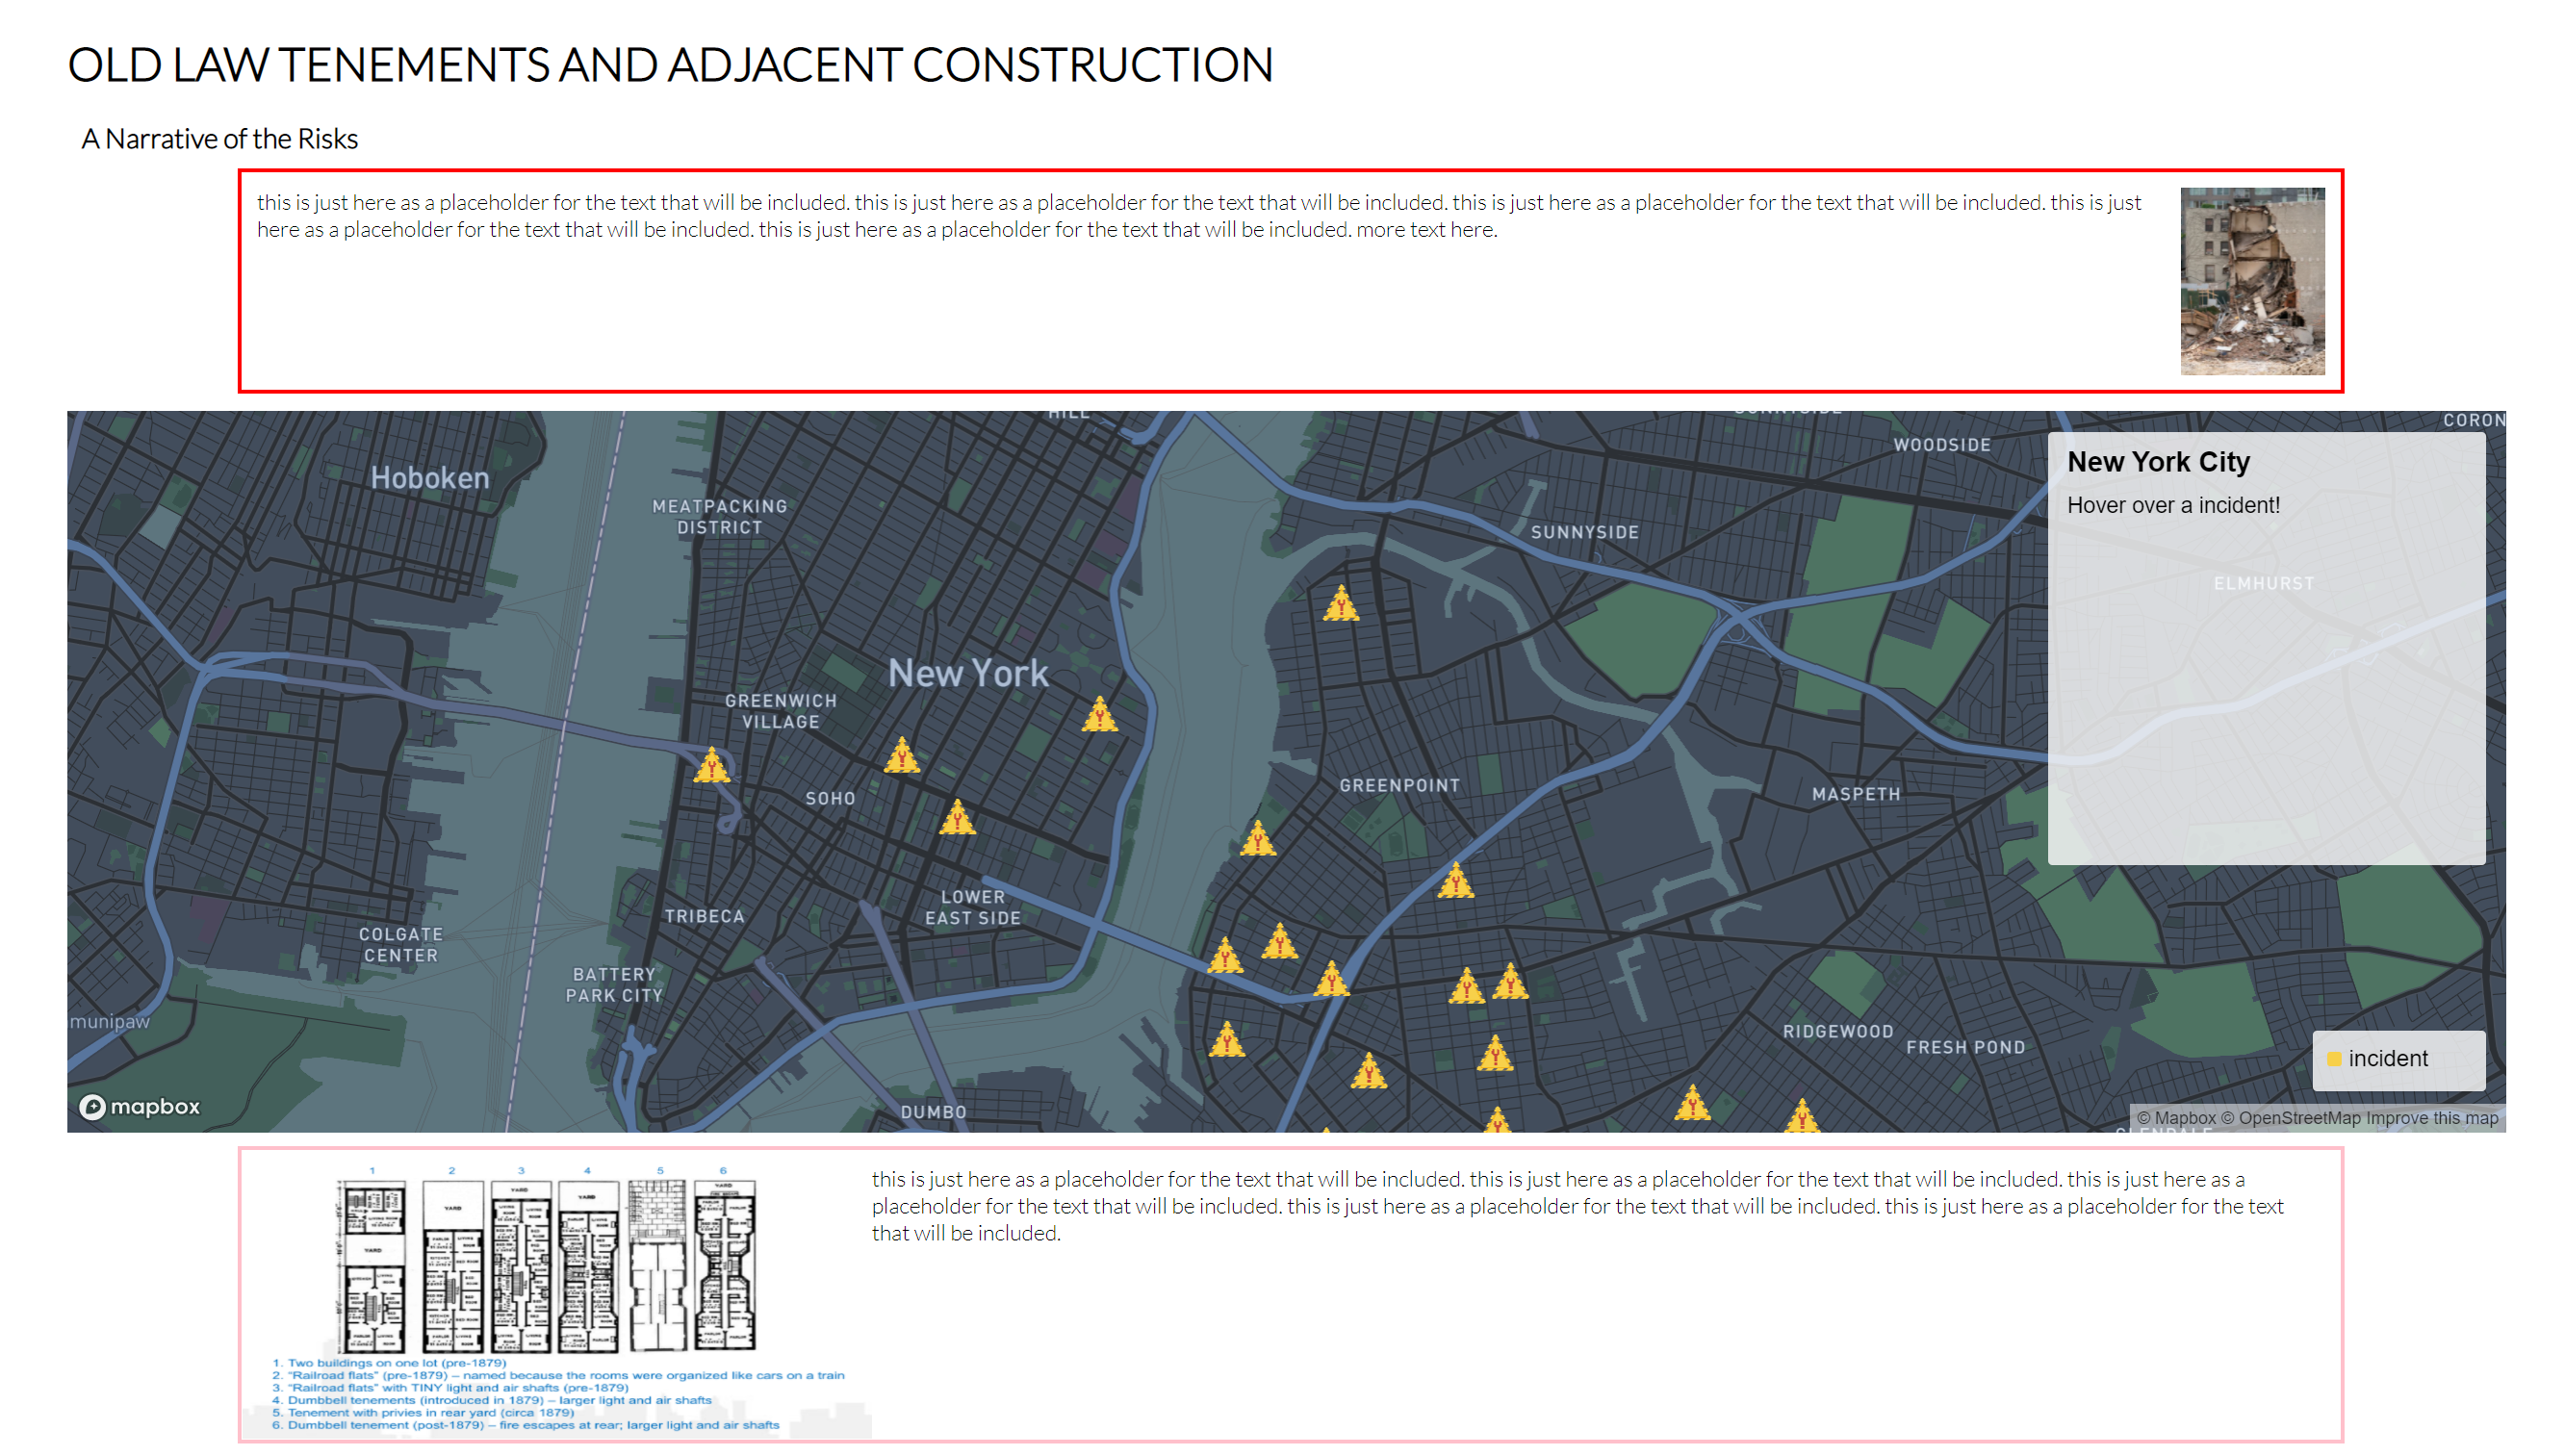 OLD LAW TENEMENTS AND ADJACENT CONSTRUCTION
A Narrative of the Risks
this is just here as a placeholder for the text that will be included. this is just here as a placeholder for the text that will be included. this is just here as a placeholder for the text that will be included. this is just
here as a placeholder for the text that will be included. this is just here as a placeholder for the text that will be included. more text here.
HILL
SUNNYSIDE
CORON
WOODSIDE
New York City
Hoboken
Hover over a incident!
MEATPACKING
DISTRICT
SUNNYSIDE
ELMHURST
New York
GREENWICH
VILLAGE
GREENPOINT
MASPETH
SOHO
LOWER
EAST SIDE
TRIBECA
COLGATE
CENTER
BATTERY
PARK CITY
munipaw
RIDGEWOOD
FRESH POND
incident
mapbox
DUMBO
© Mapbox © OpenStreetMap Improve this map
GLENDALE
1 2 3 4 5 6
YARD
YARD
YARD
YARD
YARD
this is just here as a placeholder for the text that will be included. this is just here as a placeholder for the text that will be included. this is just here as a
placeholder for the text that will be included. this is just here as a placeholder for the text that will be included. this is just here as a placeholder for the text
that will be included.
1. Two buildings on one lot (pre-1879)
2. "Railroad flats" (pre-1879) – named because the rooms were organized like cars on a train
3. "Railroad flats" with TINY light and air shafts (pre-1879)
4. Dumbbell tenements (introduced in 1879) – larger light and air shafts
5. Tenement with privies in rear yard (circa 1879)
6. Dumbbell tenement (post-1879) – fire escapes at rear; larger light and air shafts